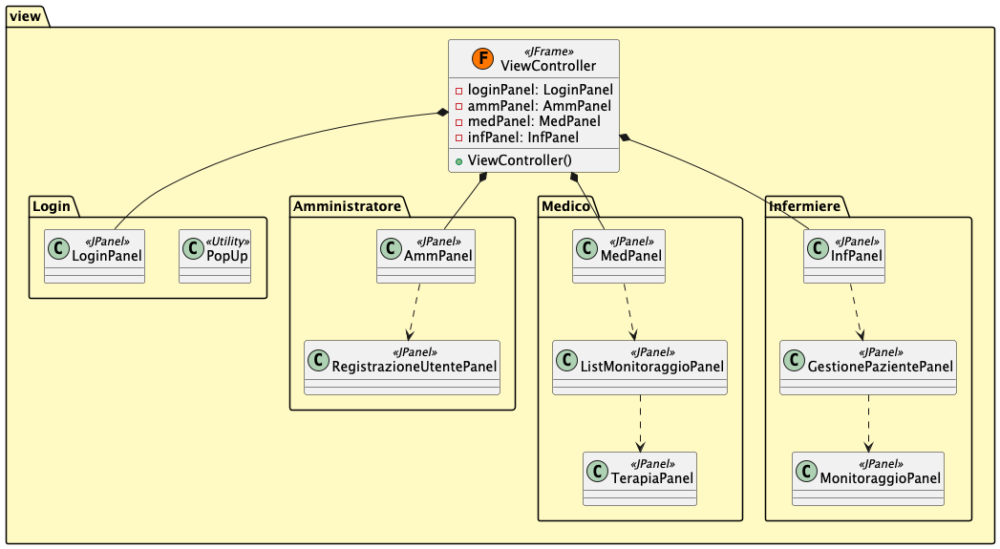 view
F
«JFrame»
ViewController
loginPanel: LoginPanel
ammPanel: AmmPanel
medPanel: MedPanel
infPanel: InfPanel
ViewController()
Login
C
«JPanel»
LoginPanel
C
«Utility»
PopUp
Amministratore
C
«JPanel»
AmmPanel
C
«JPanel»
RegistrazioneUtentePanel
Medico
C
«JPanel»
MedPanel
C
«JPanel»
ListMonitoraggioPanel
C
«JPanel»
TerapiaPanel
Infermiere
C
«JPanel»
InfPanel
C
«JPanel»
GestionePazientePanel
C
«JPanel»
MonitoraggioPanel